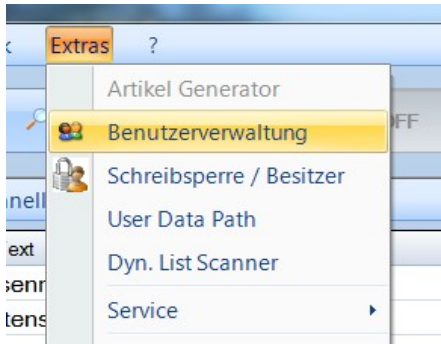 Extras ?
Artikel Generator
Benutzerverwaltung
Schreibsperre / Besitzer
User Data Path
Dyn. List Scanner
Service